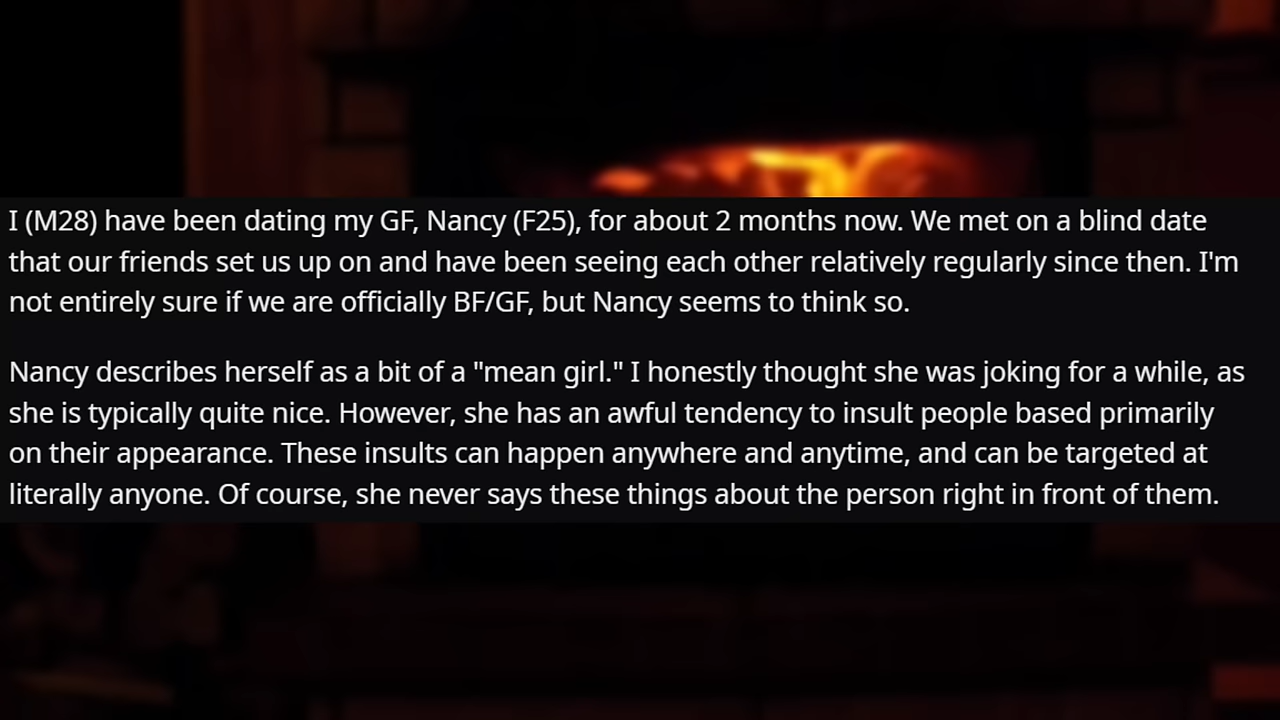 I (M28) have been dating my GF, Nancy (F25), for about 2 months now. We met on a blind date
that our friends set us up on and have been seeing each other relatively regularly since then. I'm
not entirely sure if we are officially BF/GF, but Nancy seems to think so.
Nancy describes herself as a bit of a "mean girl." I honestly thought she was joking for a while, as
she is typically quite nice. However, she has an awful tendency to insult people based primarily
on their appearance. These insults can happen anywhere and anytime, and can be targeted at
literally anyone. Of course, she never says these things about the person right in front of them.